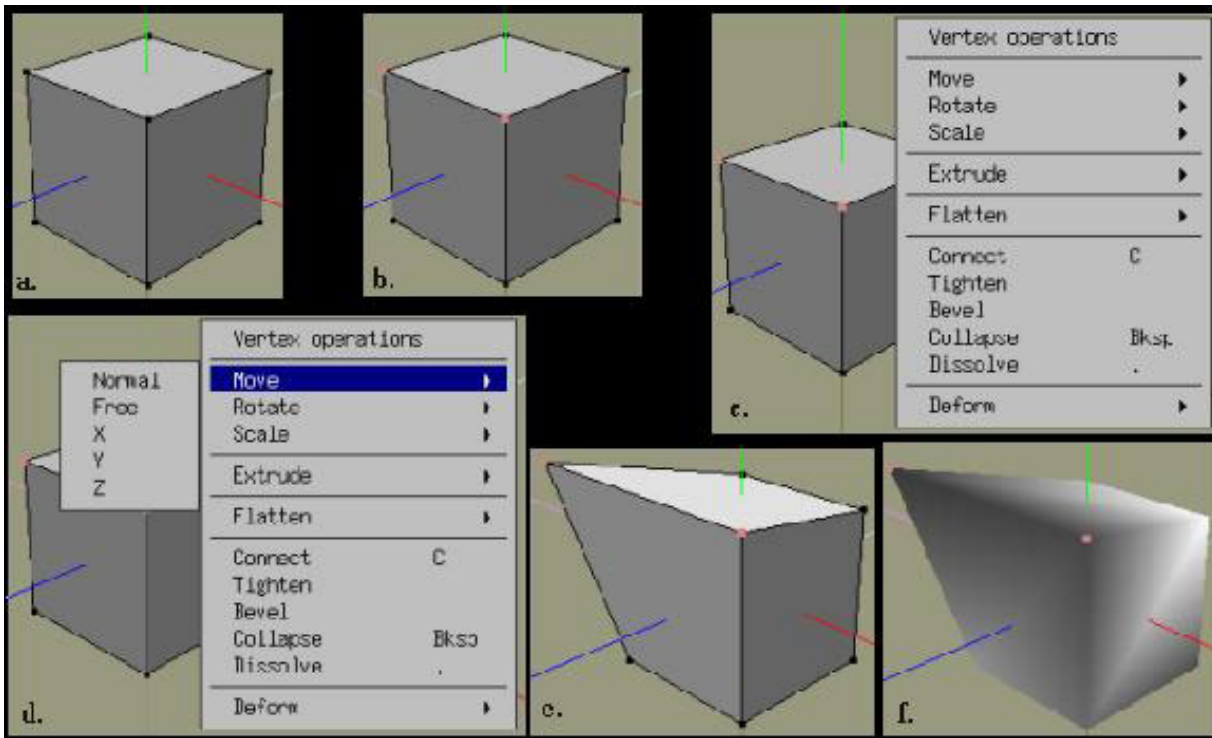 a.
b.
Vertex operations
Move
Rotate
Scale
Extrude
Flatten
Connect C
Tighten
Bevel
Collapse Bksp
Dissolve .
Deform
c.
Vertex operations
Move
Rotate
Scale
Extrude
Flatten
Connect C
Tighten
Bevel
Collapse Bksp
Dissolve .
Deform
Normal
Free
X
Y
Z
d.
e.
f.